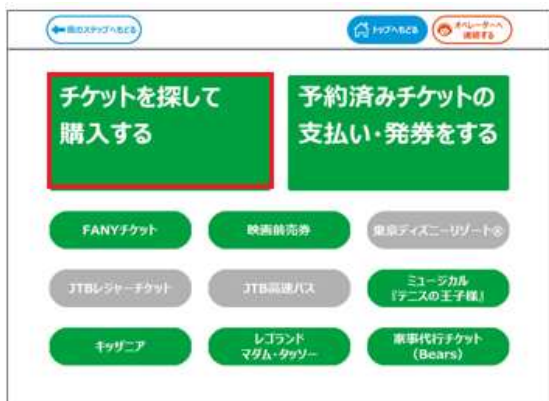 前のステップへもどる
トップへもどる
オペレーターへ
連絡する
チケットを探して
購入する
予約済みチケットの
支払い・発券をする
FANYチケット
映画前売券
東京ディズニーリゾート®
JTBレジャーチケット
JTB高速バス
ミュージカル
『テニスの王子様』
キッザニア
レゴランド
マダム・タッソー
家事代行チケット
(Bears)